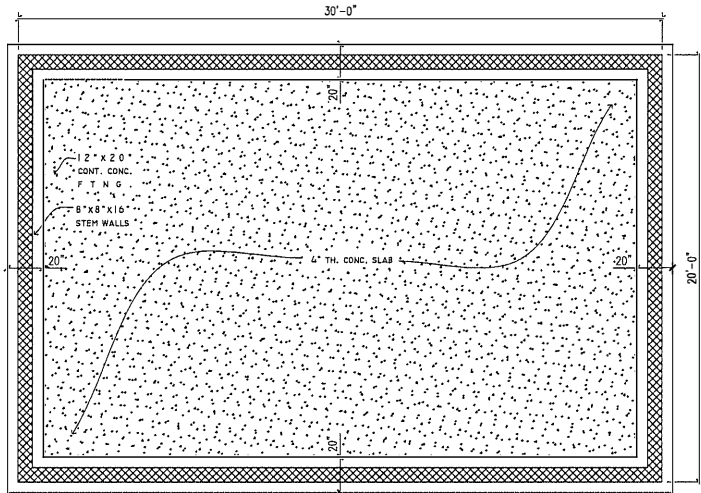 30'-0"
20"
12"X20
CONT. CONC.
FTNG
8"X8"X16"
STEM WALLS
20"
4" TH. CONC. SLAB
20"
20'-0"
20"